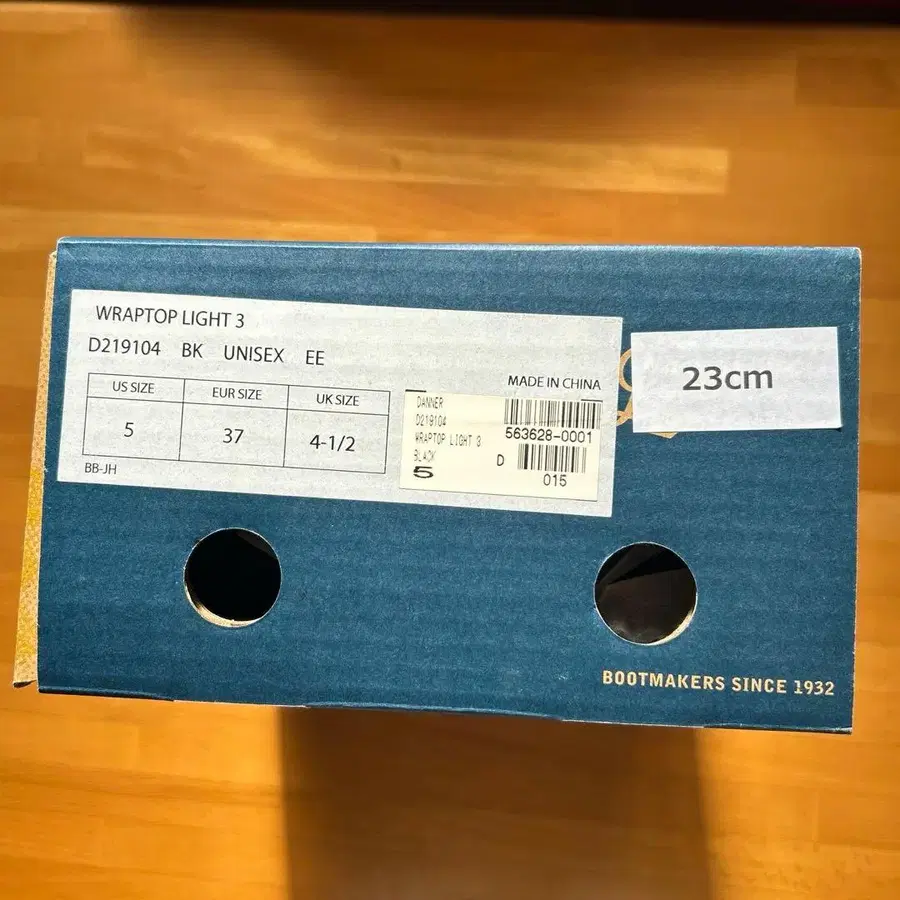 WRAPTOP LIGHT 3
D219104 BK UNISEX EE
US SIZE EUR SIZE UK SIZE
5 37 4-1/2
BB-JH
MADE IN CHINA
DANNER
D219104
WRAPTOP LIGHT 3
BLACK
5
563628-0001
D
015
23cm
BOOTMAKERS SINCE 1932